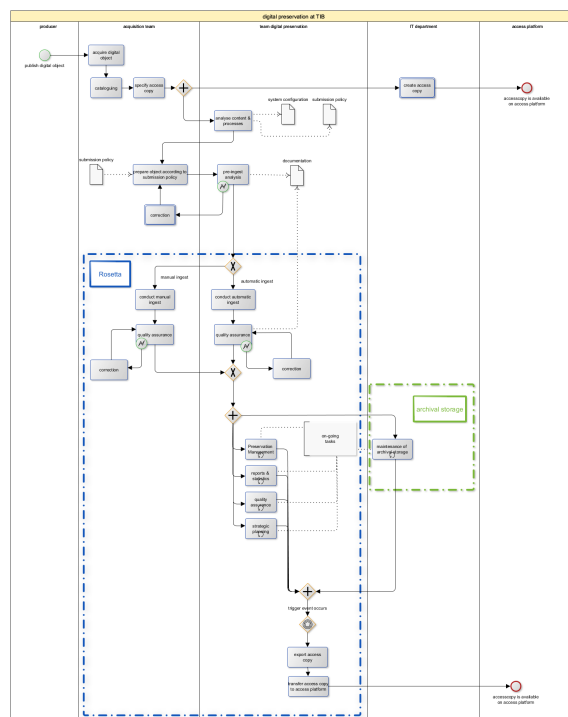 digital preservation at TIB
producer
acquisition team
team digital preservation
IT department
access platform
publish digital object
acquire digital
object
cataloguing
specify access
copy
create access
copy
accesscopy is available
on access platform
system configuration
submission policy
analyse content &
processes
submission policy
prepare object according to
submission policy
pre-ingest
analysis
documentation
correction
Rosetta
manual ingest
automatic ingest
conduct manual
ingest
conduct automatic
ingest
quality assurance
quality assurance
correction
correction
archival storage
on-going
tasks
Preservation
Management
maintenance of
archival storage
reports &
statistics
quality
assurance
strategic
planning
trigger event occurs
export access
copy
transfer access copy
to access platform
accesscopy is available
on access platform